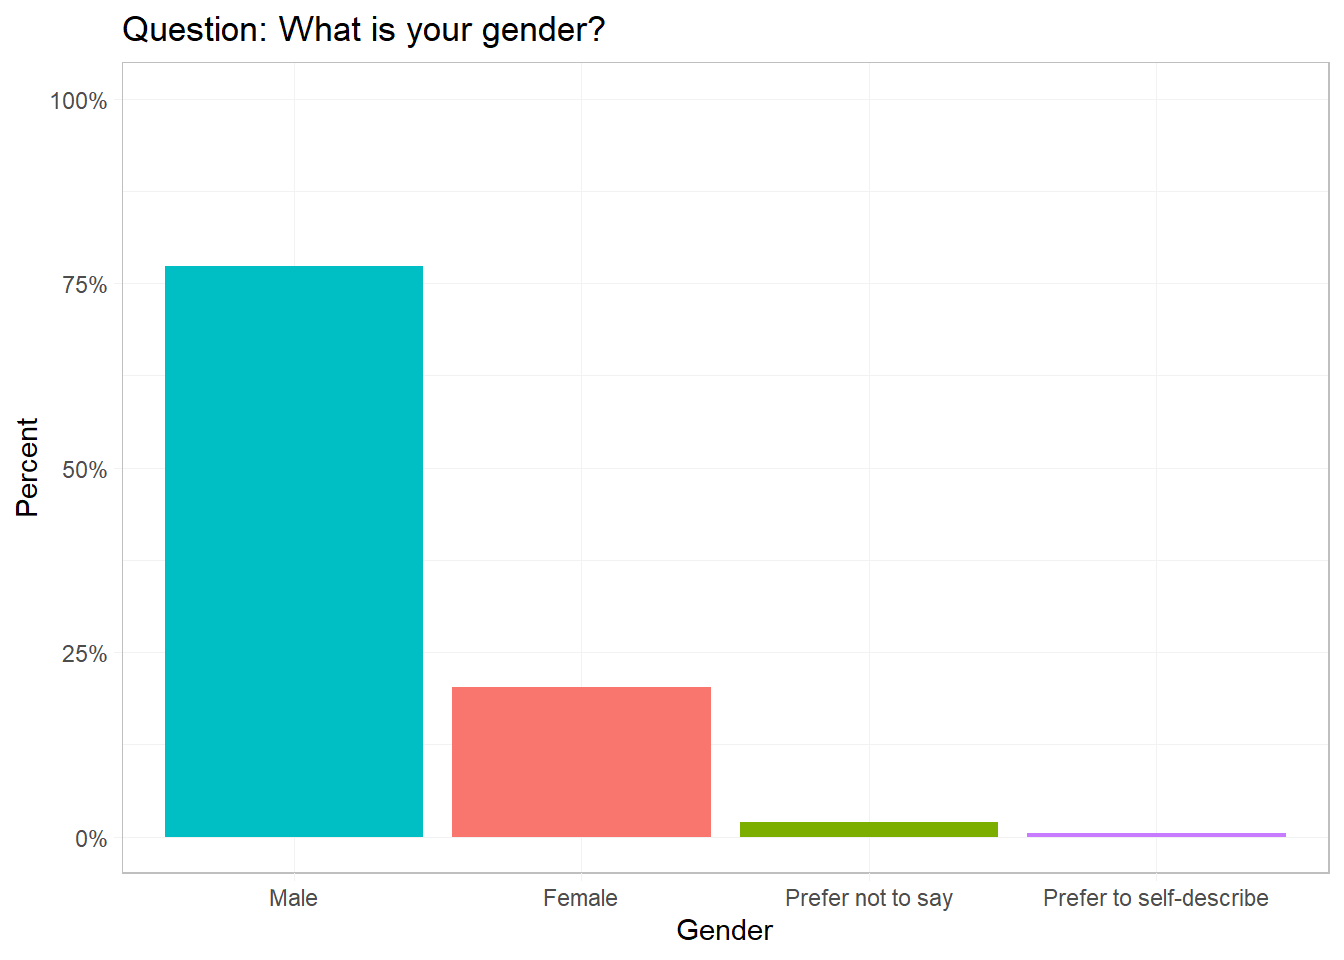 Question: What is your gender?
100%
75%
50%
25%
0%
Percent
Male
Female
Prefer not to say
Prefer to self-describe
Gender